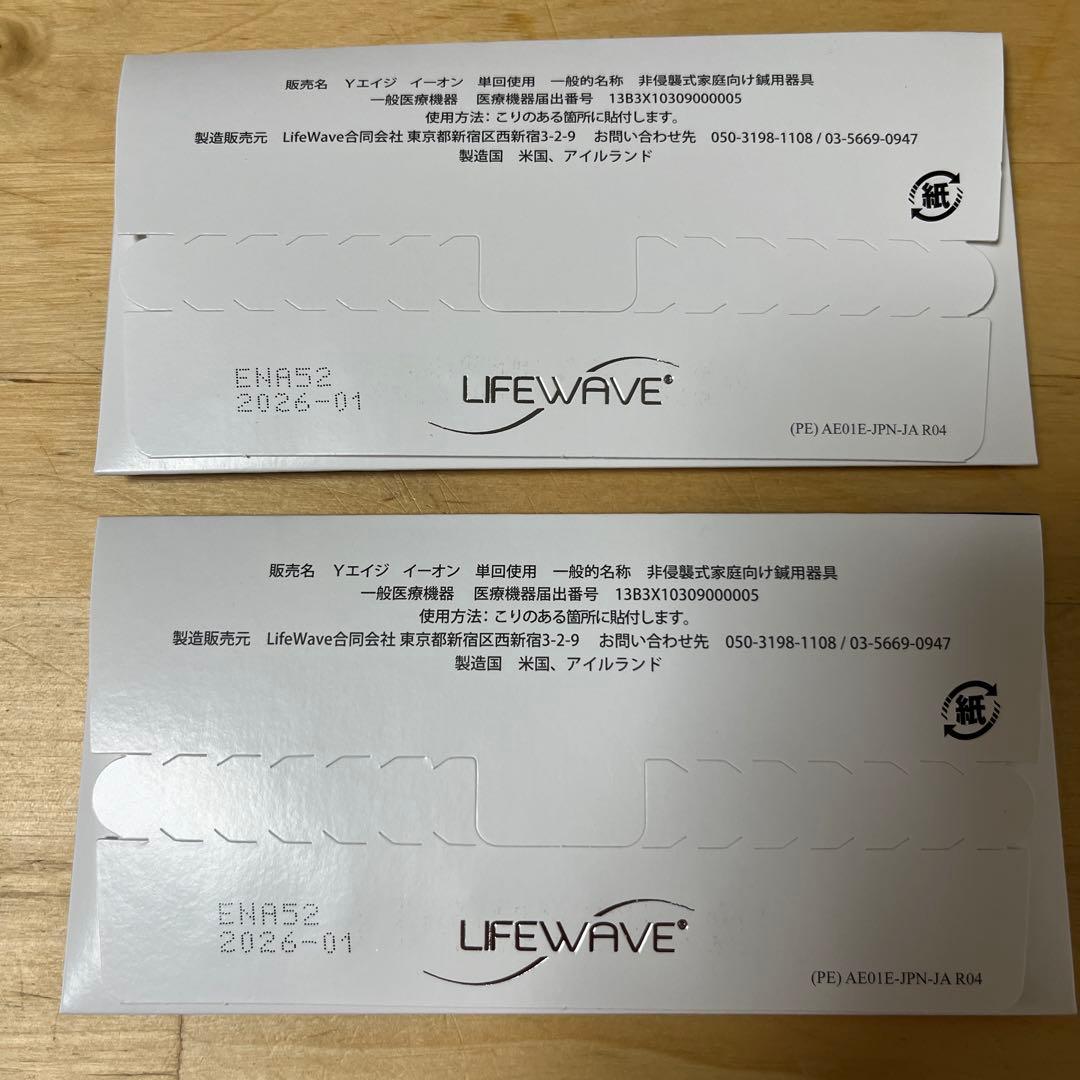 販売名 Yエイジ イーオン 単回使用 一般的名称 非侵襲式家庭向け鍼用器具
一般医療機器 医療機器届出番号 13B3X10309000005
使用方法：こりのある箇所に貼付します。
製造販売元 LifeWave合同会社 東京都新宿区西新宿3-2-9 お問い合わせ先 050-3198-1108 / 03-5669-0947
製造国 米国、アイルランド
紙
ENA52
2026-01
LIFEWAVE®
(PE) AE01E-JPN-JA R04
販売名 Yエイジ イーオン 単回使用 一般的名称 非侵襲式家庭向け鍼用器具
一般医療機器 医療機器届出番号 13B3X10309000005
使用方法：こりのある箇所に貼付します。
製造販売元 LifeWave合同会社 東京都新宿区西新宿3-2-9 お問い合わせ先 050-3198-1108 / 03-5669-0947
製造国 米国、アイルランド
紙
ENA52
2026-01
LIFEWAVE®
(PE) AE01E-JPN-JA R04